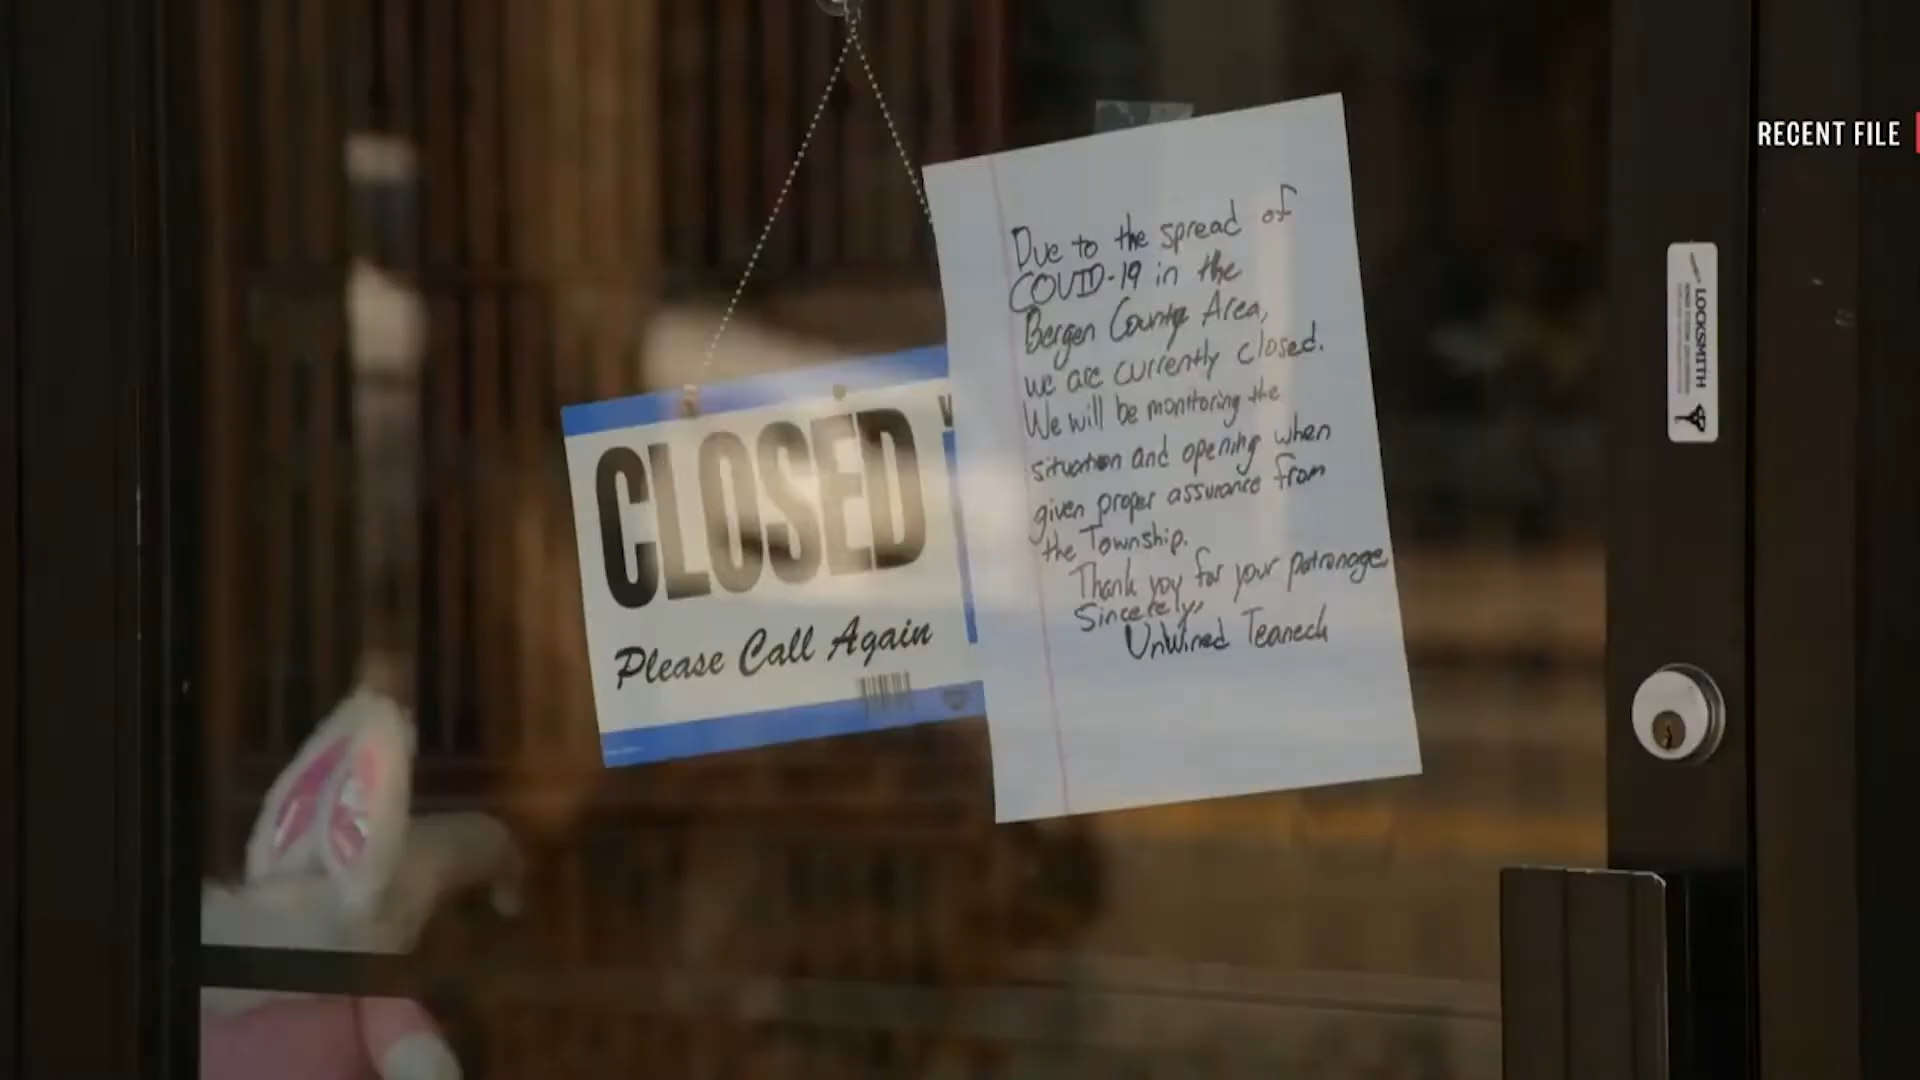 RECENT FILE
Due to the spread of
COVID-19 in the
Bergen County Area,
we are currently closed.
We will be monitoring the
situation and opening when
given proper assurance from
the Township.
Thank you for your patronage
Sincerely,
UnWined Teaneck
CLOSED
Please Call Again
LOCKSMITH